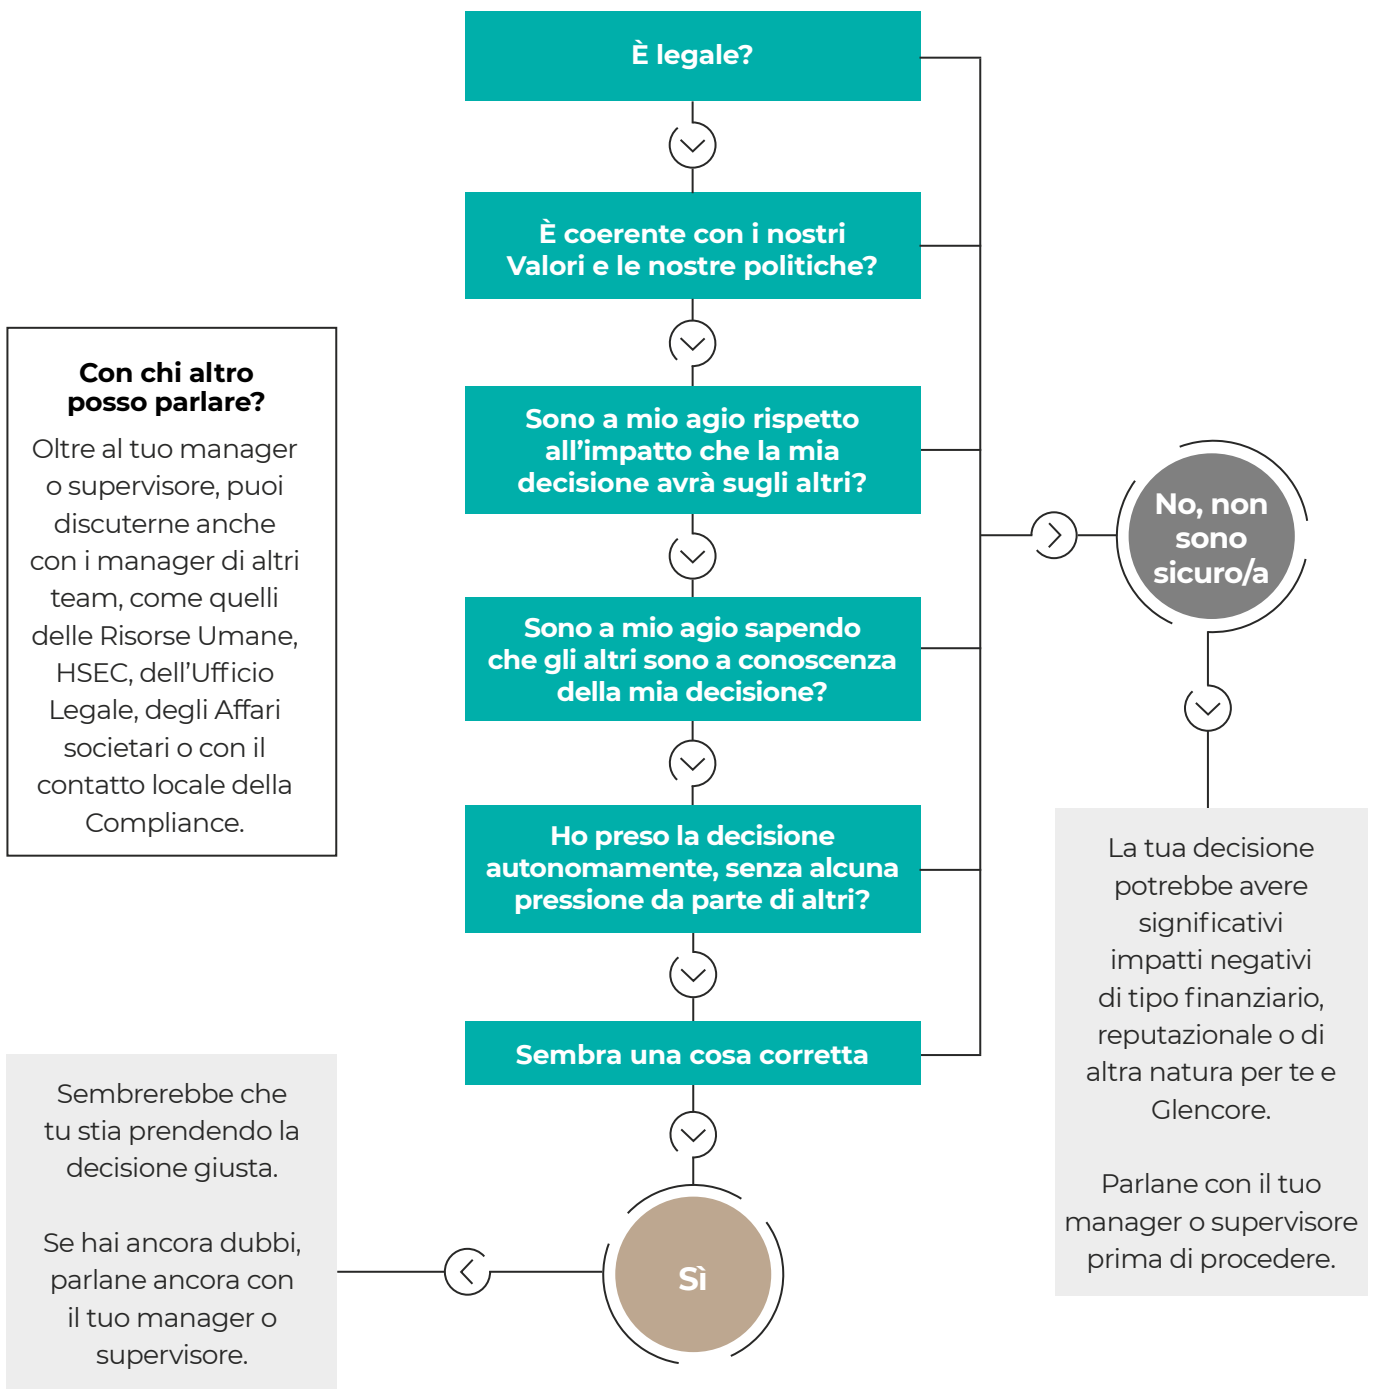 È legale?
È coerente con i nostri
Valori e le nostre politiche?
Sono a mio agio rispetto
all’impatto che la mia
decisione avrà sugli altri?
Sono a mio agio sapendo
che gli altri sono a conoscenza
della mia decisione?
Ho preso la decisione
autonomamente, senza alcuna
pressione da parte di altri?
Sembra una cosa corretta
Sì
No, non
sono
sicuro/a
La tua decisione
potrebbe avere
significativi
impatti negativi
di tipo finanziario,
reputazionale o di
altra natura per te e
Glencore.
Parlane con il tuo
manager o supervisore
prima di procedere.
Con chi altro
posso parlare?
Oltre al tuo manager
o supervisore, puoi
discuterne anche
con i manager di altri
team, come quelli
delle Risorse Umane,
HSEC, dell’Ufficio
Legale, degli Affari
societari o con il
contatto locale della
Compliance.
Sembrerebbe che
tu stia prendendo la
decisione giusta.
Se hai ancora dubbi,
parlane ancora con
il tuo manager o
supervisore.